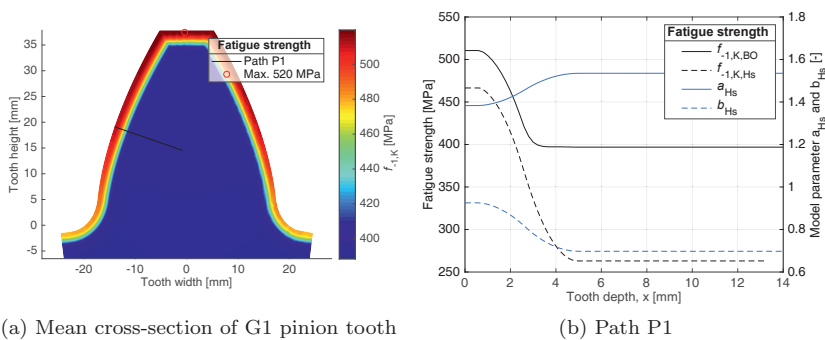 Fatigue strength
Path P1
Max. 520 MPa
Tooth height [mm]
35
30
25
20
15
10
5
0
-5
-20
-10
0
10
20
Tooth width [mm]
500
480
460
440
420
400
f-1,K [MPa]
(a) Mean cross-section of G1 pinion tooth
Fatigue strength
f-1,K,BO
f-1,K,Hs
aHs
bHs
Fatigue strength [MPa]
550
500
450
400
350
300
250
0
2
4
6
8
10
12
14
Tooth depth, x [mm]
1.8
1.6
1.4
1.2
1
0.8
0.6
Model parameter aHs and bHs [-]
(b) Path P1